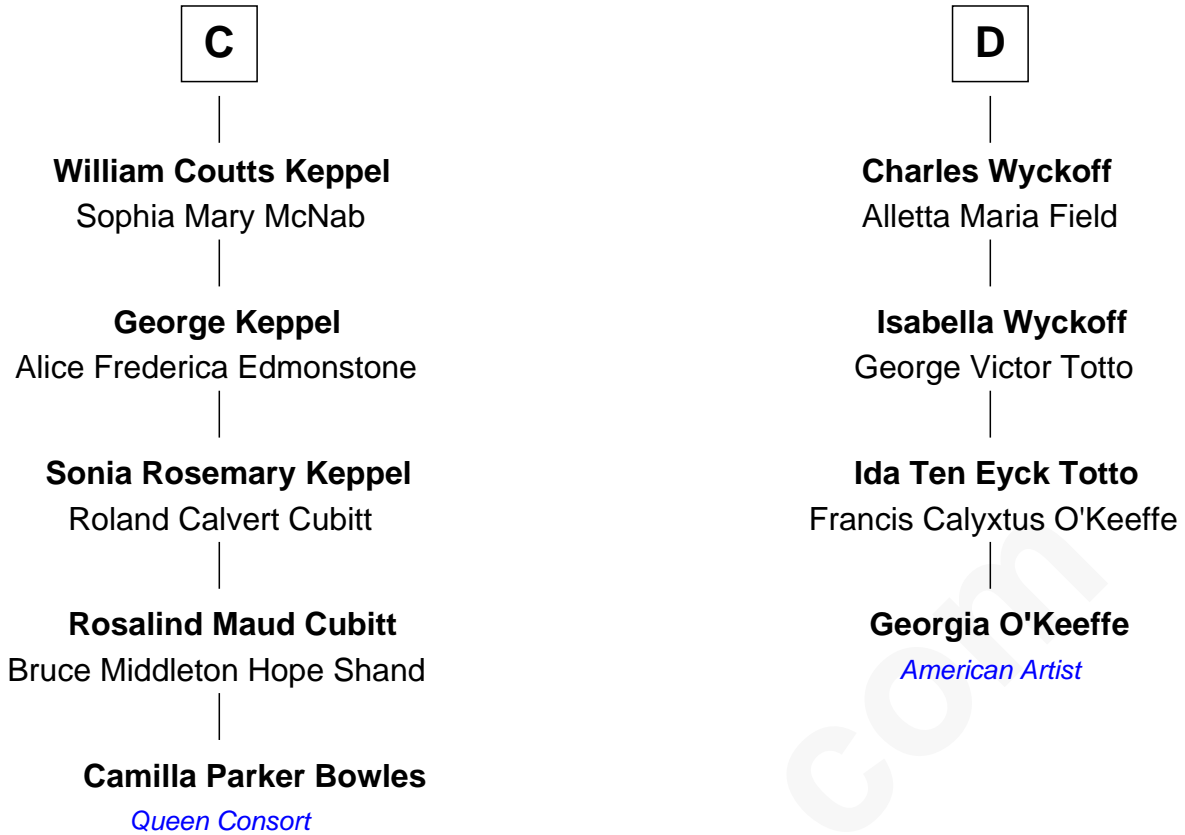 C
William Coutts Keppel
Sophia Mary McNab
George Keppel
Alice Frederica Edmonstone
Sonia Rosemary Keppel
Roland Calvert Cubitt
Rosalind Maud Cubitt
Bruce Middleton Hope Shand
Camilla Parker Bowles
Queen Consort
D
Charles Wyckoff
Alletta Maria Field
Isabella Wyckoff
George Victor Totto
Ida Ten Eyck Totto
Francis Calyxtus O'Keeffe
Georgia O'Keeffe
American Artist
com